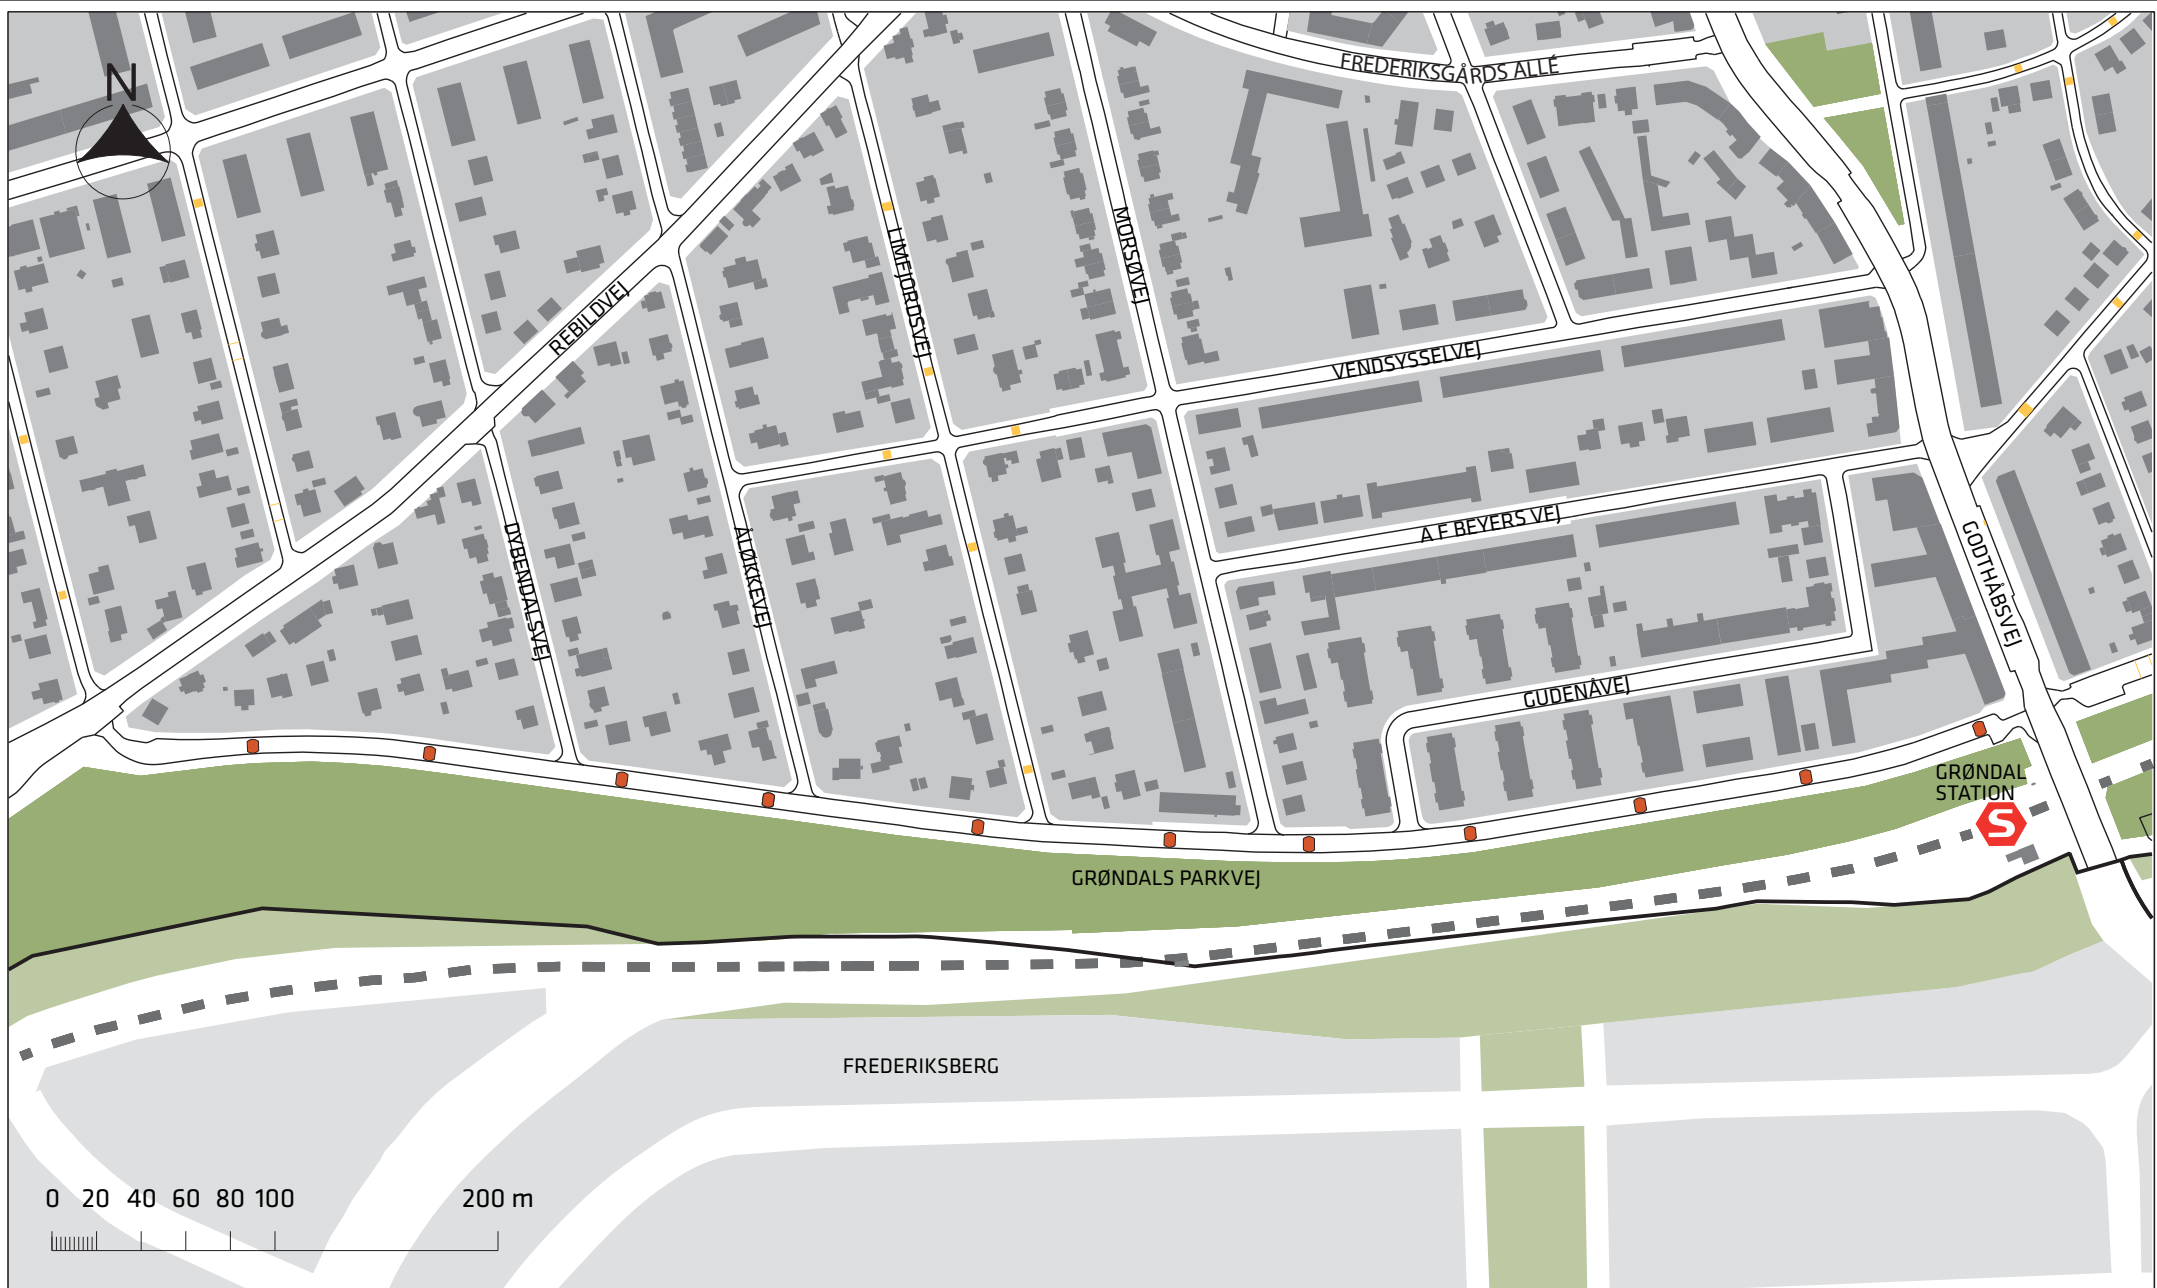 N
FREDERIKSGÅRDS ALLÉ
LIMFJORDSVEJ
MORSØVEJ
REBILDVEJ
VENDSYSSELVEJ
A F BEYERS VEJ
DYBENDALSVEJ
ÅLØKKEVEJ
GODTHÅBSVEJ
GUDENÅVEJ
GRØNDAL
STATION
S
GRØNDALS PARKVEJ
FREDERIKSBERG
0 20 40 60 80 100 200 m